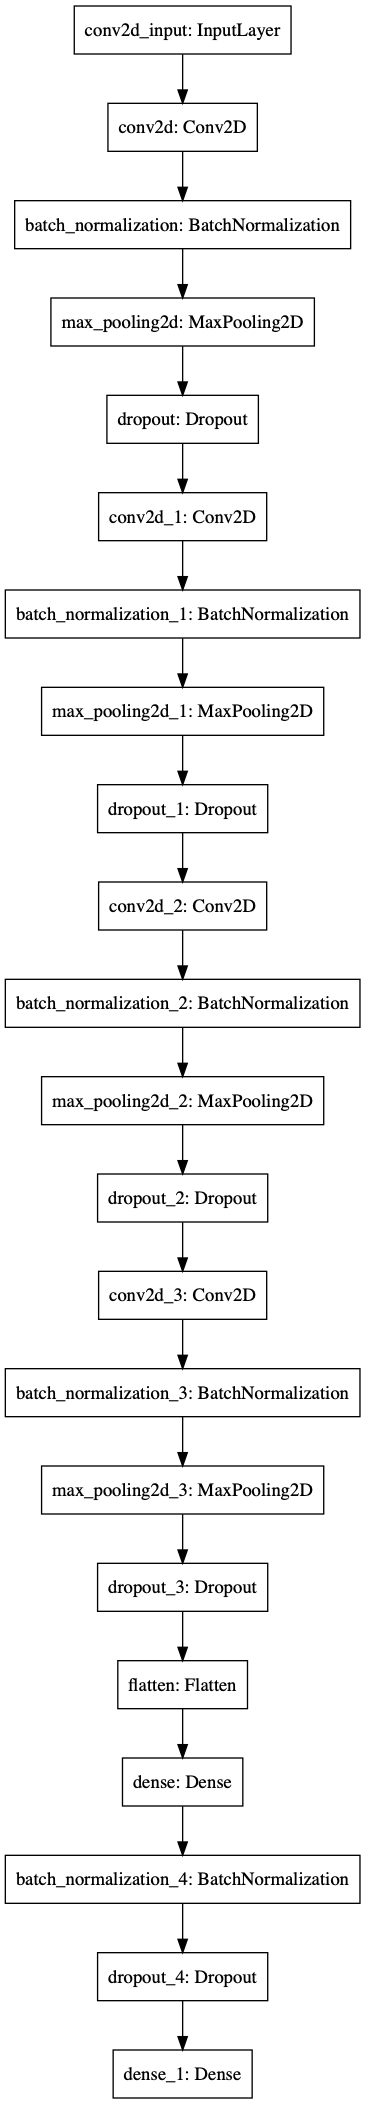 conv2d_input: InputLayer
conv2d: Conv2D
batch_normalization: BatchNormalization
max_pooling2d: MaxPooling2D
dropout: Dropout
conv2d_1: Conv2D
batch_normalization_1: BatchNormalization
max_pooling2d_1: MaxPooling2D
dropout_1: Dropout
conv2d_2: Conv2D
batch_normalization_2: BatchNormalization
max_pooling2d_2: MaxPooling2D
dropout_2: Dropout
conv2d_3: Conv2D
batch_normalization_3: BatchNormalization
max_pooling2d_3: MaxPooling2D
dropout_3: Dropout
flatten: Flatten
dense: Dense
batch_normalization_4: BatchNormalization
dropout_4: Dropout
dense_1: Dense